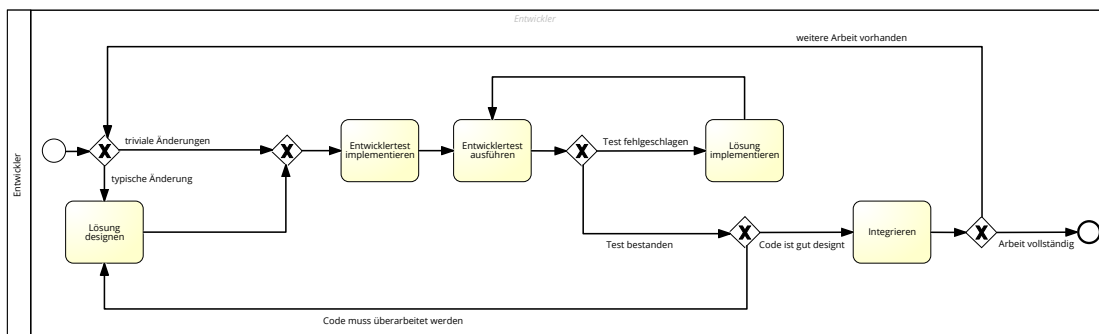 Entwickler
Entwickler
weitere Arbeit vorhanden
triviale Änderungen
typische Änderung
Entwicklertest
implementieren
Entwicklertest
ausführen
Test fehlgeschlagen
Lösung
implementieren
Lösung
designen
Test bestanden
Code ist gut designt
Integrieren
Arbeit vollständig
Code muss überarbeitet werden